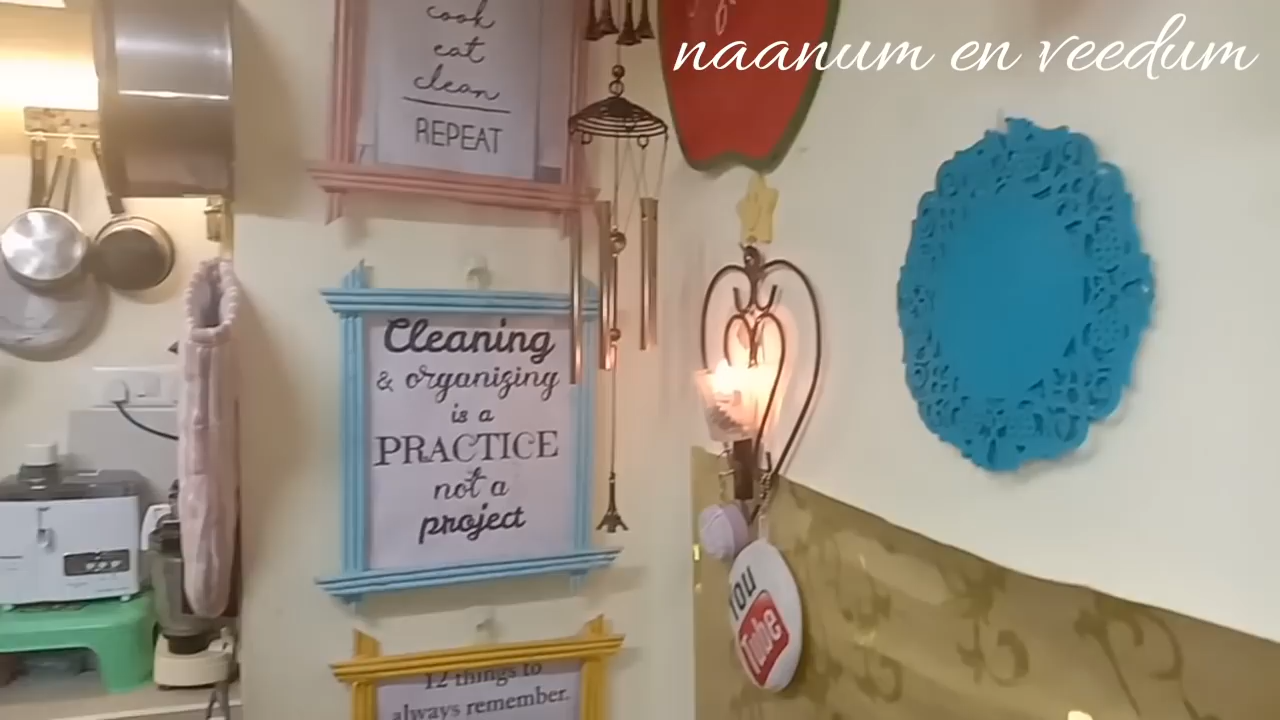 naanum en veedum
cook
eat
clean
REPEAT
Cleaning
& organizing
is a
PRACTICE
not a
project
12 things to
always remember.
You
Tube